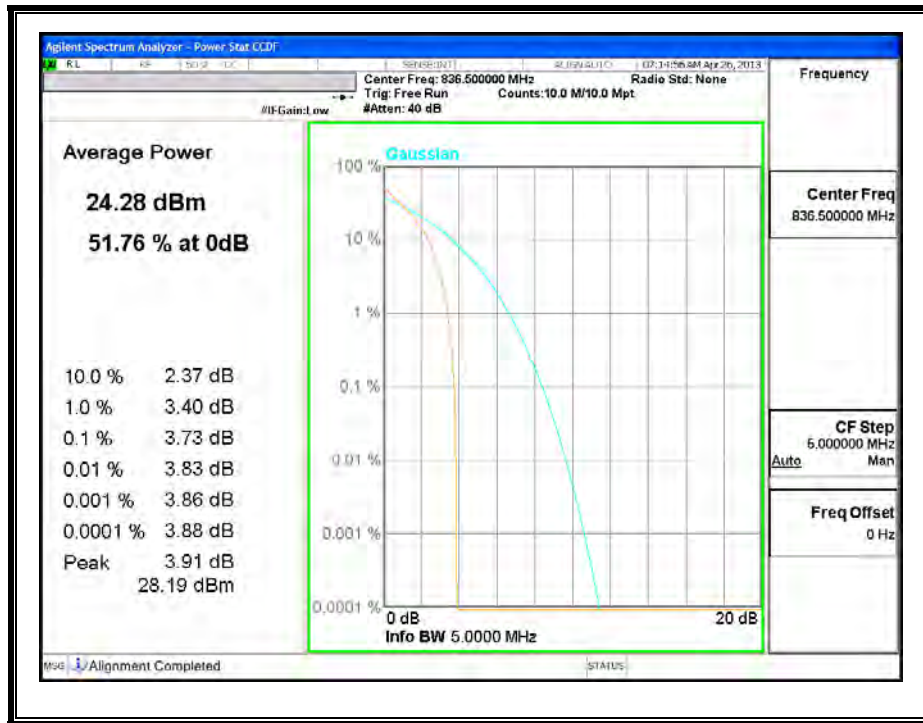 Agilent Spectrum Analyzer - Power Stat CCDF
RL RF 50 Ω DC SENSE:INT ALIGN AUTO 07:14:56 AM Apr 26, 2013
Center Freq: 836.500000 MHz Radio Std: None
Trig: Free Run Counts:10.0 M/10.0 Mpt
#IFGain:Low #Atten: 40 dB
Frequency
Average Power
24.28 dBm
51.76 % at 0dB
10.0 % 2.37 dB
1.0 % 3.40 dB
0.1 % 3.73 dB
0.01 % 3.83 dB
0.001 % 3.86 dB
0.0001 % 3.88 dB
Peak 3.91 dB
28.19 dBm
Gaussian
100 %
10 %
1 %
0.1 %
0.01 %
0.001 %
0.0001 %
0 dB 20 dB
Info BW 5.0000 MHz
Center Freq
836.500000 MHz
CF Step
5.000000 MHz
Auto Man
Freq Offset
0 Hz
MSG Alignment Completed STATUS